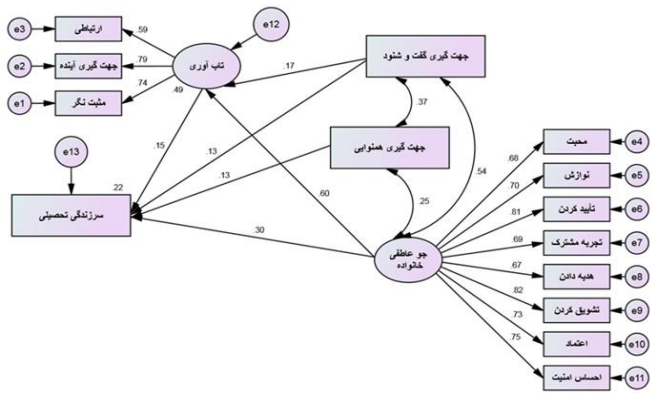 e3
ارتباطی
.59
e12
e2
جهت گیری آینده
.79
تاب آوری
.17
جهت گیری گفت و شنود
e1
مثبت نگر
.74
.49
.37
e13
.15
.13
جهت گیری همنوایی
.13
.54
.22
سرزندگی تحصیلی
.60
.25
.30
جو عاطفی
خانواده
.68
محبت
e4
.70
نوازش
e5
.81
تأیید کردن
e6
.69
تجربه مشترک
e7
.67
هدیه دادن
e8
.82
تشویق کردن
e9
.73
اعتماد
e10
.75
احساس امنیت
e11